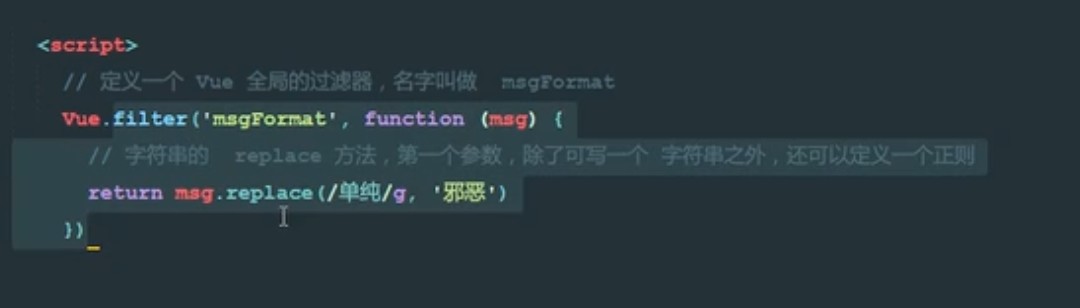 <script>
// 定义一个 Vue 全局的过滤器，名字叫做  msgFormat
Vue.filter('msgFormat', function (msg) {
// 字符串的  replace 方法，第一个参数，除了可写一个 字符串之外，还可以定义一个正则
return msg.replace(/单纯/g, '邪恶')
})